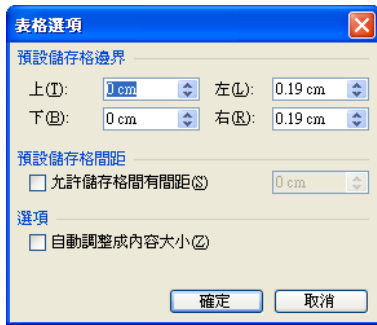 表格選項
預設儲存格邊界
上(T): 0 cm 左(L): 0.19 cm
下(B): 0 cm 右(R): 0.19 cm
預設儲存格間距
允許儲存格間有間距(S) 0 cm
選項
自動調整成內容大小(Z)
確定 取消